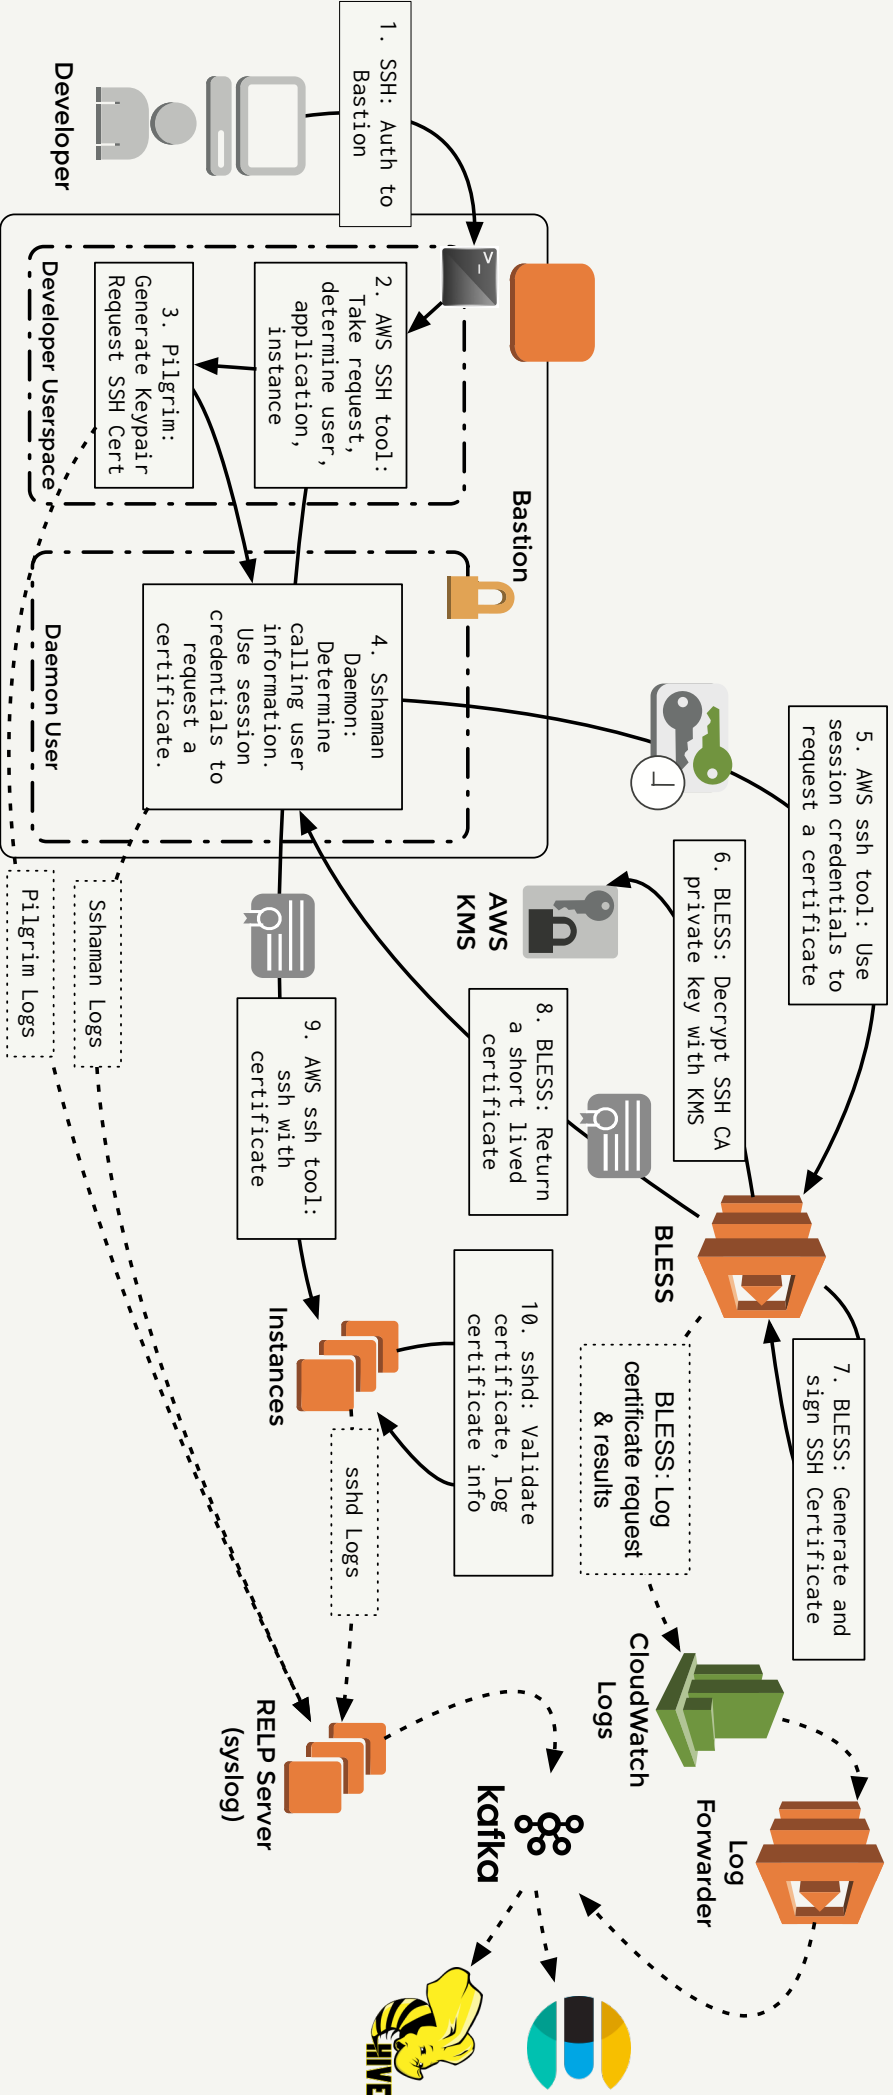 Developer
1. SSH: Auth to
Bastion
2. AWS SSH tool:
Take request,
determine user,
application,
instance
3. Pilgrim:
Generate Keypair
Request SSH Cert
Developer Userspace
Bastion
4. Sshaman
Daemon:
Determine
calling user
information.
Use session
credentials to
request a
certificate.
Daemon User
5. AWS ssh tool: Use
session credentials to
request a certificate
6. BLESS: Decrypt SSH CA
private key with KMS
AWS
KMS
BLESS
7. BLESS: Generate and
sign SSH Certificate
8. BLESS: Return
a short lived
certificate
9. AWS ssh tool:
ssh with
certificate
Instances
10. sshd: Validate
certificate, log
certificate info
BLESS: Log
certificate request
& results
sshd Logs
Sshaman Logs
Pilgrim Logs
CloudWatch
Logs
Log
Forwarder
RELP Server
(syslog)
kafka
HIVE